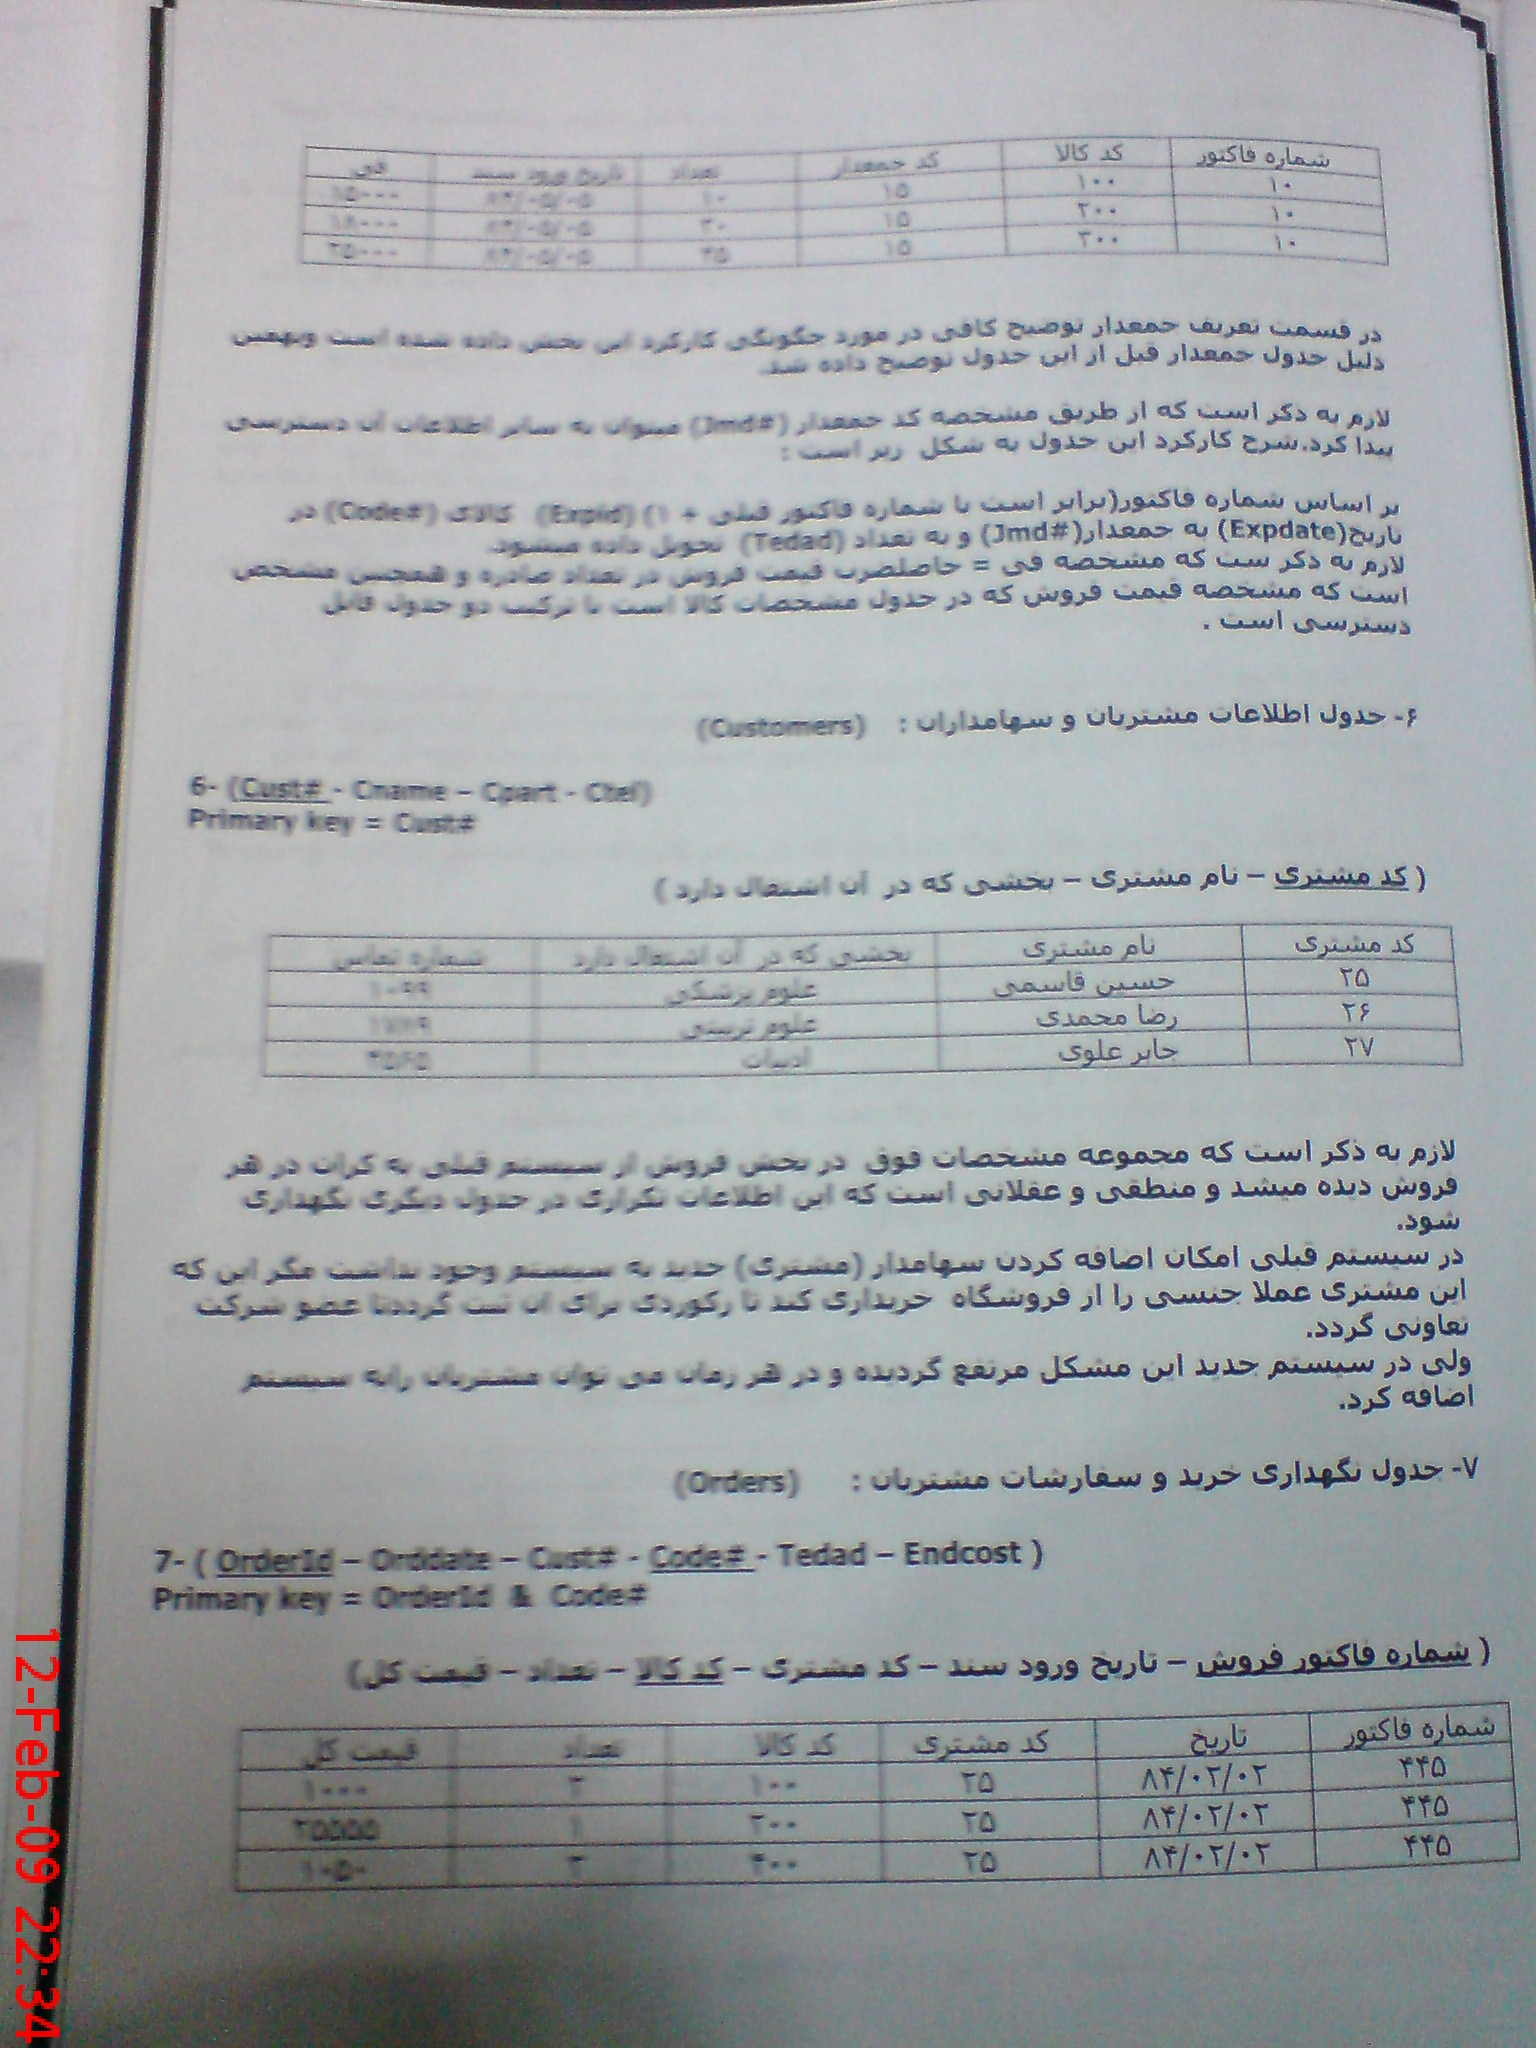 شماره فاکتور کد کالا کد جمعدار تعداد تاریخ ورود سند فی
۱۰ ۱۰۰ ۱۵ ۱۰ ۸۴/۰۵/۰۵ ۱۵۰۰۰
۱۰ ۲۰۰ ۱۵ ۲۰ ۸۴/۰۵/۰۵ ۱۸۰۰۰
۱۰ ۳۰۰ ۱۵ ۸۴/۰۵/۰۵
در قسمت تعریف جمعدار توضیح کافی در مورد چگونگی کارکرد این بخش داده شده است وبهمین
دلیل جدول جمعدار قبل از این جدول توضیح داده شد.
لازم به ذکر است که از طریق مشخصه کد جمعدار (Jmd#) میتوان به سایر اطلاعات آن دسترسی
پیدا کرد.شرح کارکرد این جدول به شکل زیر است :
بر اساس شماره فاکتور(برابر است با شماره فاکتور قبلی + ۱) (Expid) کالای (Code#) در
تاریخ(Expdate) به جمعدار(Jmd#) و به تعداد (Tedad) تحویل داده میشود.
لازم به ذکر ست که مشخصه فی = حاصلضرب قیمت فروش در تعداد صادره و همچنین مشخص
است که مشخصه قیمت فروش که در جدول مشخصات کالا است با ترکیب دو جدول قابل
دسترسی است .
۶- جدول اطلاعات مشتریان و سهامداران : (Customers)
6- (Cust# - Cname – Cpart - Ctel)
Primary key = Cust#
( کد مشتری – نام مشتری – بخشی که در آن اشتغال دارد )
کد مشتری نام مشتری بخشی که در آن اشتغال دارد شماره تماس
۲۵ حسین قاسمی علوم پزشکی ۱۰۹۹
۲۶ رضا محمدی علوم تربیتی
۲۷ جابر علوی ادبیات
لازم به ذکر است که مجموعه مشخصات فوق در بخش فروش از سیستم قبلی به کرات در هر
فروش دیده میشد و منطقی و عقلانی است که این اطلاعات تکراری در جدول دیگری نگهداری
شود.
در سیستم قبلی امکان اضافه کردن سهامدار (مشتری) جدید به سیستم وجود نداشت مگر این که
این مشتری عملا جنسی را از فروشگاه خریداری کند تا رکوردی برای آن ثبت گرددتا عضو شرکت
تعاونی گردد.
ولی در سیستم جدید این مشکل مرتفع گردیده و در هر زمان می توان مشتریان رابه سیستم
اضافه کرد.
۷- جدول نگهداری خرید و سفارشات مشتریان : (Orders)
7- ( OrderId – Orddate – Cust# - Code# - Tedad – Endcost )
Primary key = OrderId & Code#
( شماره فاکتور فروش – تاریخ ورود سند – کد مشتری – کد کالا – تعداد – قیمت کل)
شماره فاکتور تاریخ کد مشتری کد کالا تعداد قیمت کل
۴۴۵ ۸۴/۰۲/۰۲ ۲۵ ۱۰۰ ۱۰۰۰
۴۴۵ ۸۴/۰۲/۰۲ ۲۵ ۱
۴۴۵ ۸۴/۰۲/۰۲ ۲۵ ۱۰۵۰
12-Feb-09 22:34